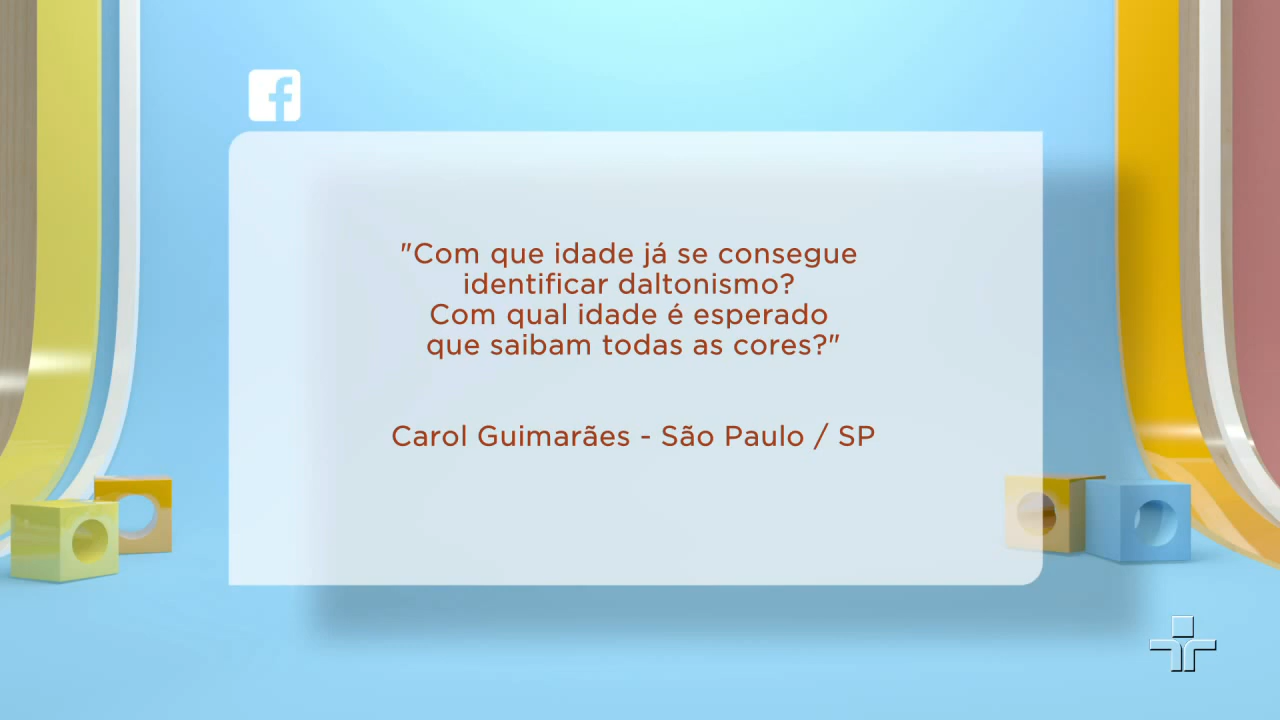 "Com que idade já se consegue
identificar daltonismo?
Com qual idade é esperado
que saibam todas as cores?"
Carol Guimarães - São Paulo / SP